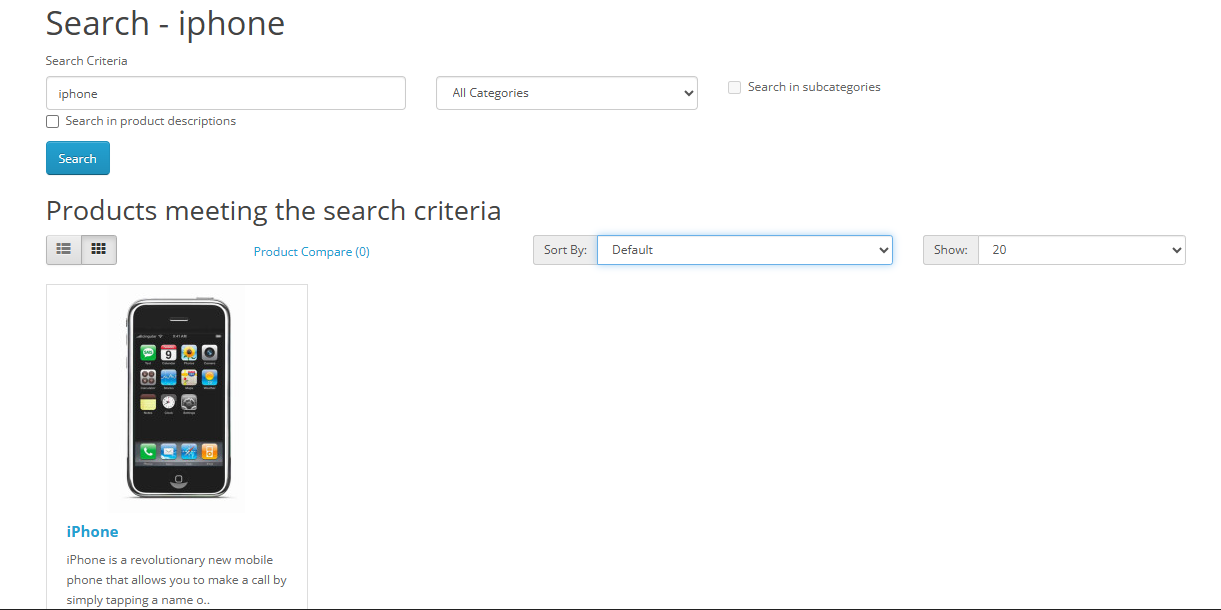 Search - iphone
Search Criteria
iphone
All Categories
Search in subcategories
Search in product descriptions
Search
Products meeting the search criteria
Product Compare (0)
Sort By: Default
Show: 20
9
iPhone
iPhone is a revolutionary new mobile
phone that allows you to make a call by
simply tapping a name o..